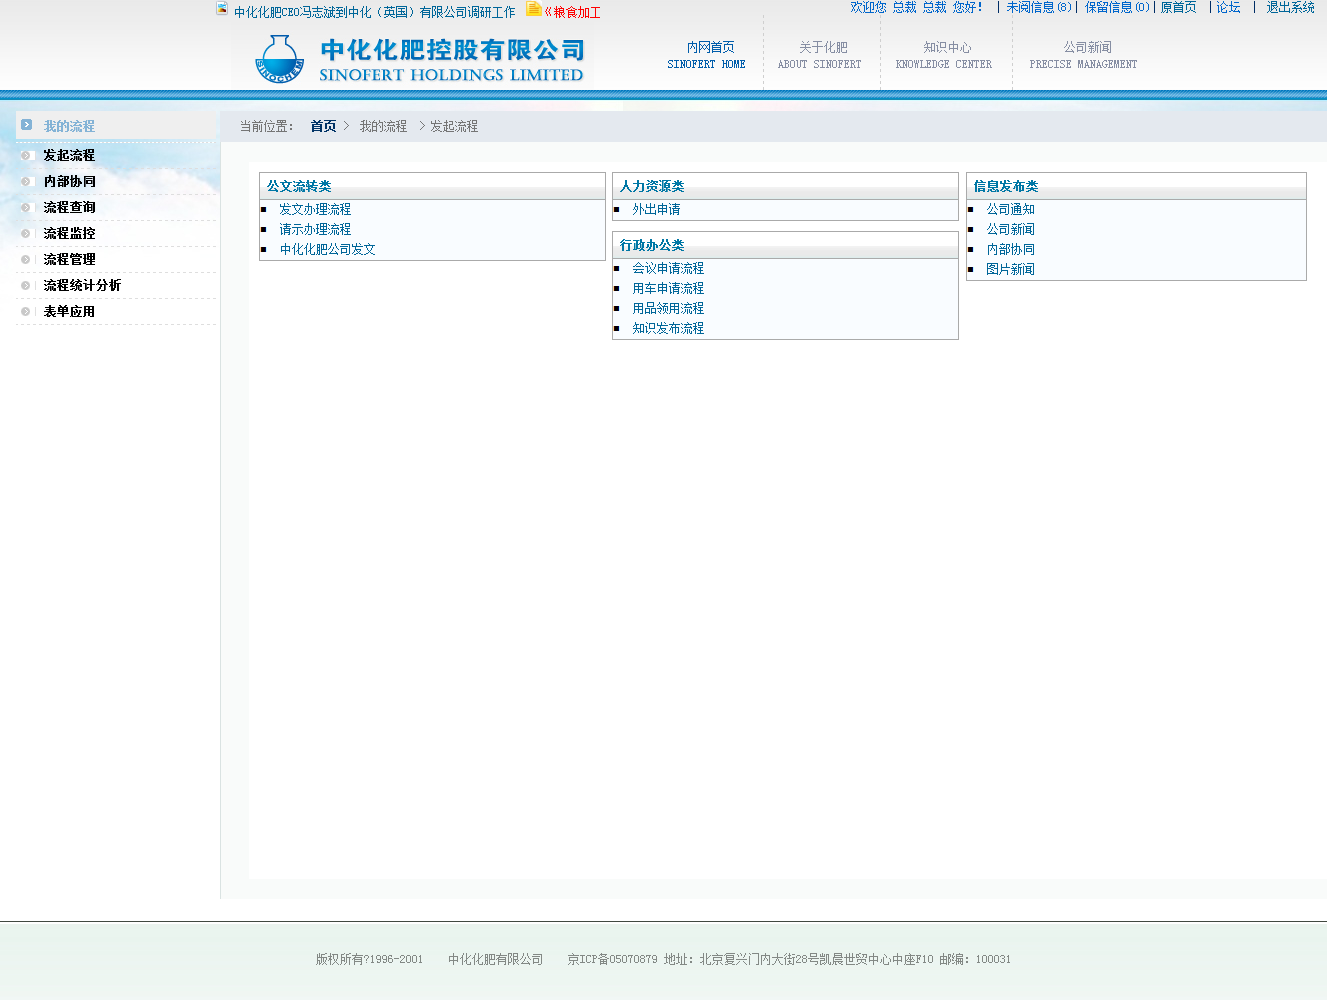 中化化肥CEO冯志斌到中化（英国）有限公司调研工作 《粮食加工
欢迎您 总裁 总裁 您好! | 未阅信息(8)| 保留信息(0)| 原首页 | 论坛 | 退出系统
SINOCHEM
中化化肥控股有限公司
SINOFERT HOLDINGS LIMITED
内网首页
SINOFERT HOME
关于化肥
ABOUT SINOFERT
知识中心
KNOWLEDGE CENTER
公司新闻
PRECISE MANAGEMENT
我的流程
发起流程
内部协同
流程查询
流程监控
流程管理
流程统计分析
表单应用
当前位置: 首页 > 我的流程 > 发起流程
公文流转类
发文办理流程
请示办理流程
中化化肥公司发文
人力资源类
外出申请
行政办公类
会议申请流程
用车申请流程
用品领用流程
知识发布流程
信息发布类
公司通知
公司新闻
内部协同
图片新闻
版权所有?1996-2001 中化化肥有限公司 京ICP备05070879 地址: 北京复兴门内大街28号凯晨世贸中心中座F10 邮编: 100031